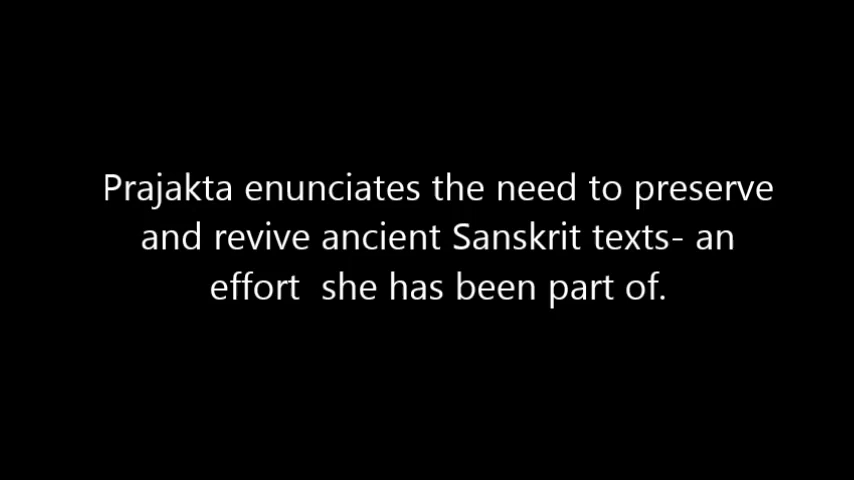 Prajakta enunciates the need to preserve
and revive ancient Sanskrit texts- an
effort  she has been part of.